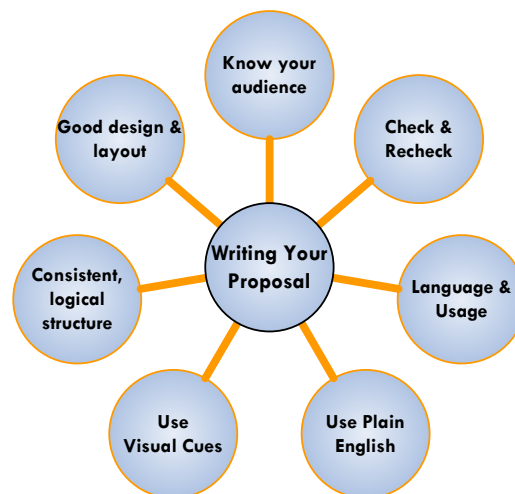 Know your
audience
Good design &
layout
Check &
Recheck
Writing Your
Proposal
Consistent,
logical
structure
Language &
Usage
Use
Visual Cues
Use Plain
English